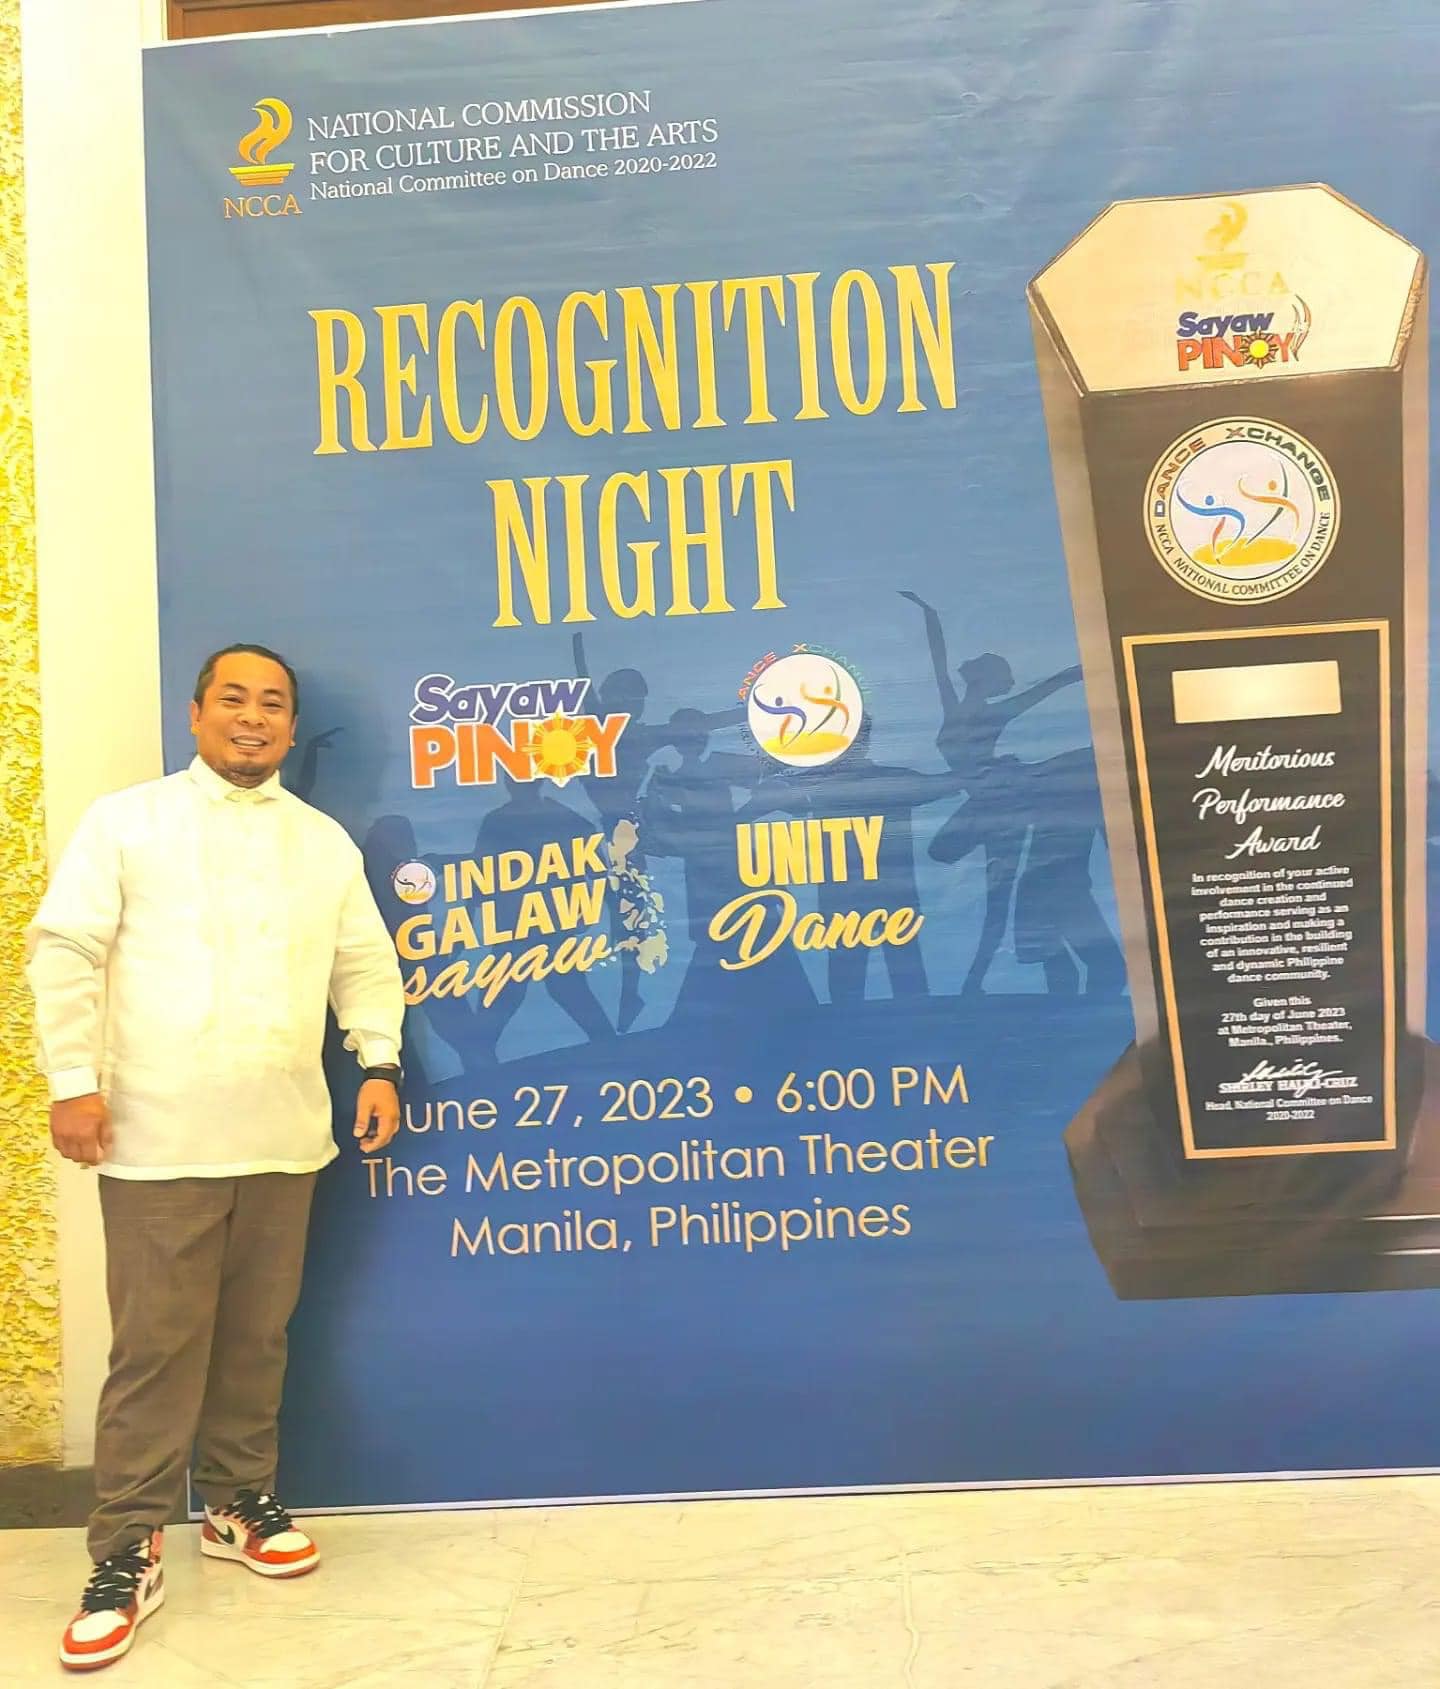 NCCA
NATIONAL COMMISSION
FOR CULTURE AND THE ARTS
National Committee on Dance 2020-2022
RECOGNITION
NIGHT
Sayaw
PINOY
DANCE XCHANGE
INDAK
GALAW
sayaw
UNITY
Dance
une 27, 2023 • 6:00 PM
The Metropolitan Theater
Manila, Philippines
NCCA
Sayaw
PINOY
DANCE XCHANGE
NCCA NATIONAL COMMITTEE ON DANCE
Meritorious
Performance
Award
In recognition of your active
involvement in the continued
dance creation and
performance serving as an
inspiration and making a
contribution in the building
of an innovative, resilient
and dynamic Philippine
dance community.
Given this
27th day of June 2023
at Metropolitan Theater,
Manila., Philippines.
SHIRLEY HALILI-CRUZ
Head, National Committee on Dance
2020-2022